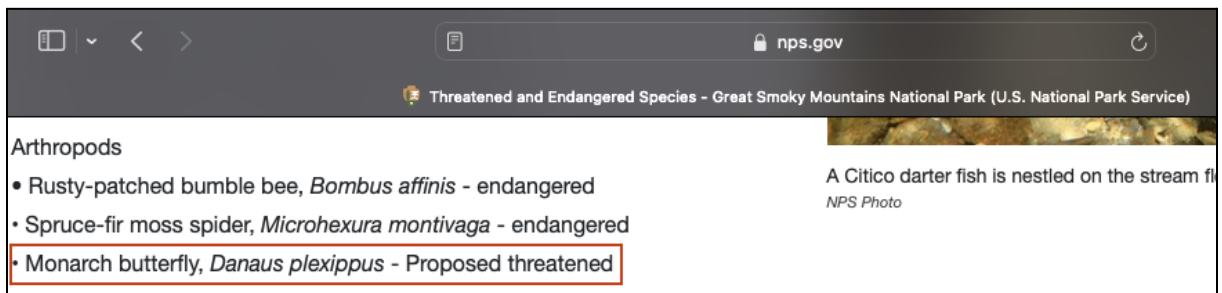 nps.gov
Threatened and Endangered Species - Great Smoky Mountains National Park (U.S. National Park Service)
Arthropods
• Rusty-patched bumble bee, Bombus affinis - endangered
• Spruce-fir moss spider, Microhexura montivaga - endangered
• Monarch butterfly, Danaus plexippus - Proposed threatened
A Citico darter fish is nestled on the stream
NPS Photo